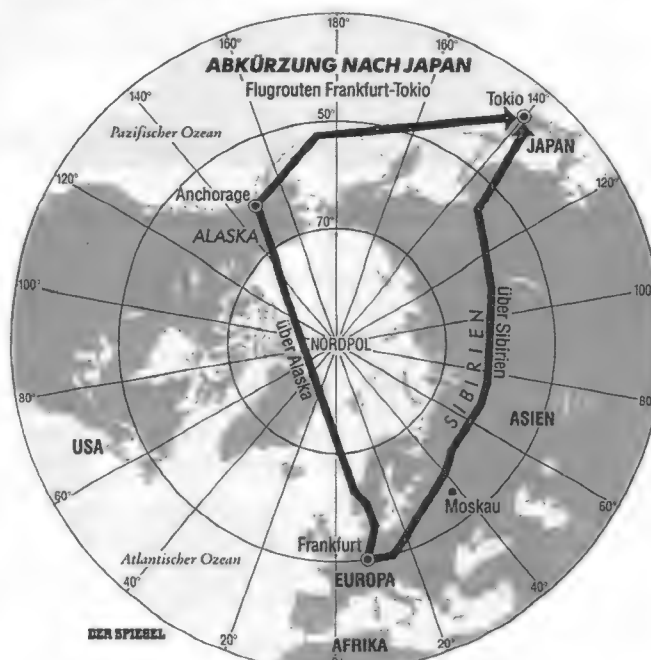 180°
160°
160°
ABKÜRZUNG NACH JAPAN
Flugrouten Frankfurt-Tokio
140°
Tokio
140°
50°
Pazifischer Ozean
JAPAN
120°
120°
Anchorage
ALASKA
70°
100°
100°
über Alaska
NORDPOL
über Sibirien
SIBIRIEN
80°
80°
ASIEN
USA
60°
60°
Moskau
Atlantischer Ozean
Frankfurt
EUROPA
40°
40°
DER SPIEGEL
20°
AFRIKA
20°
0°